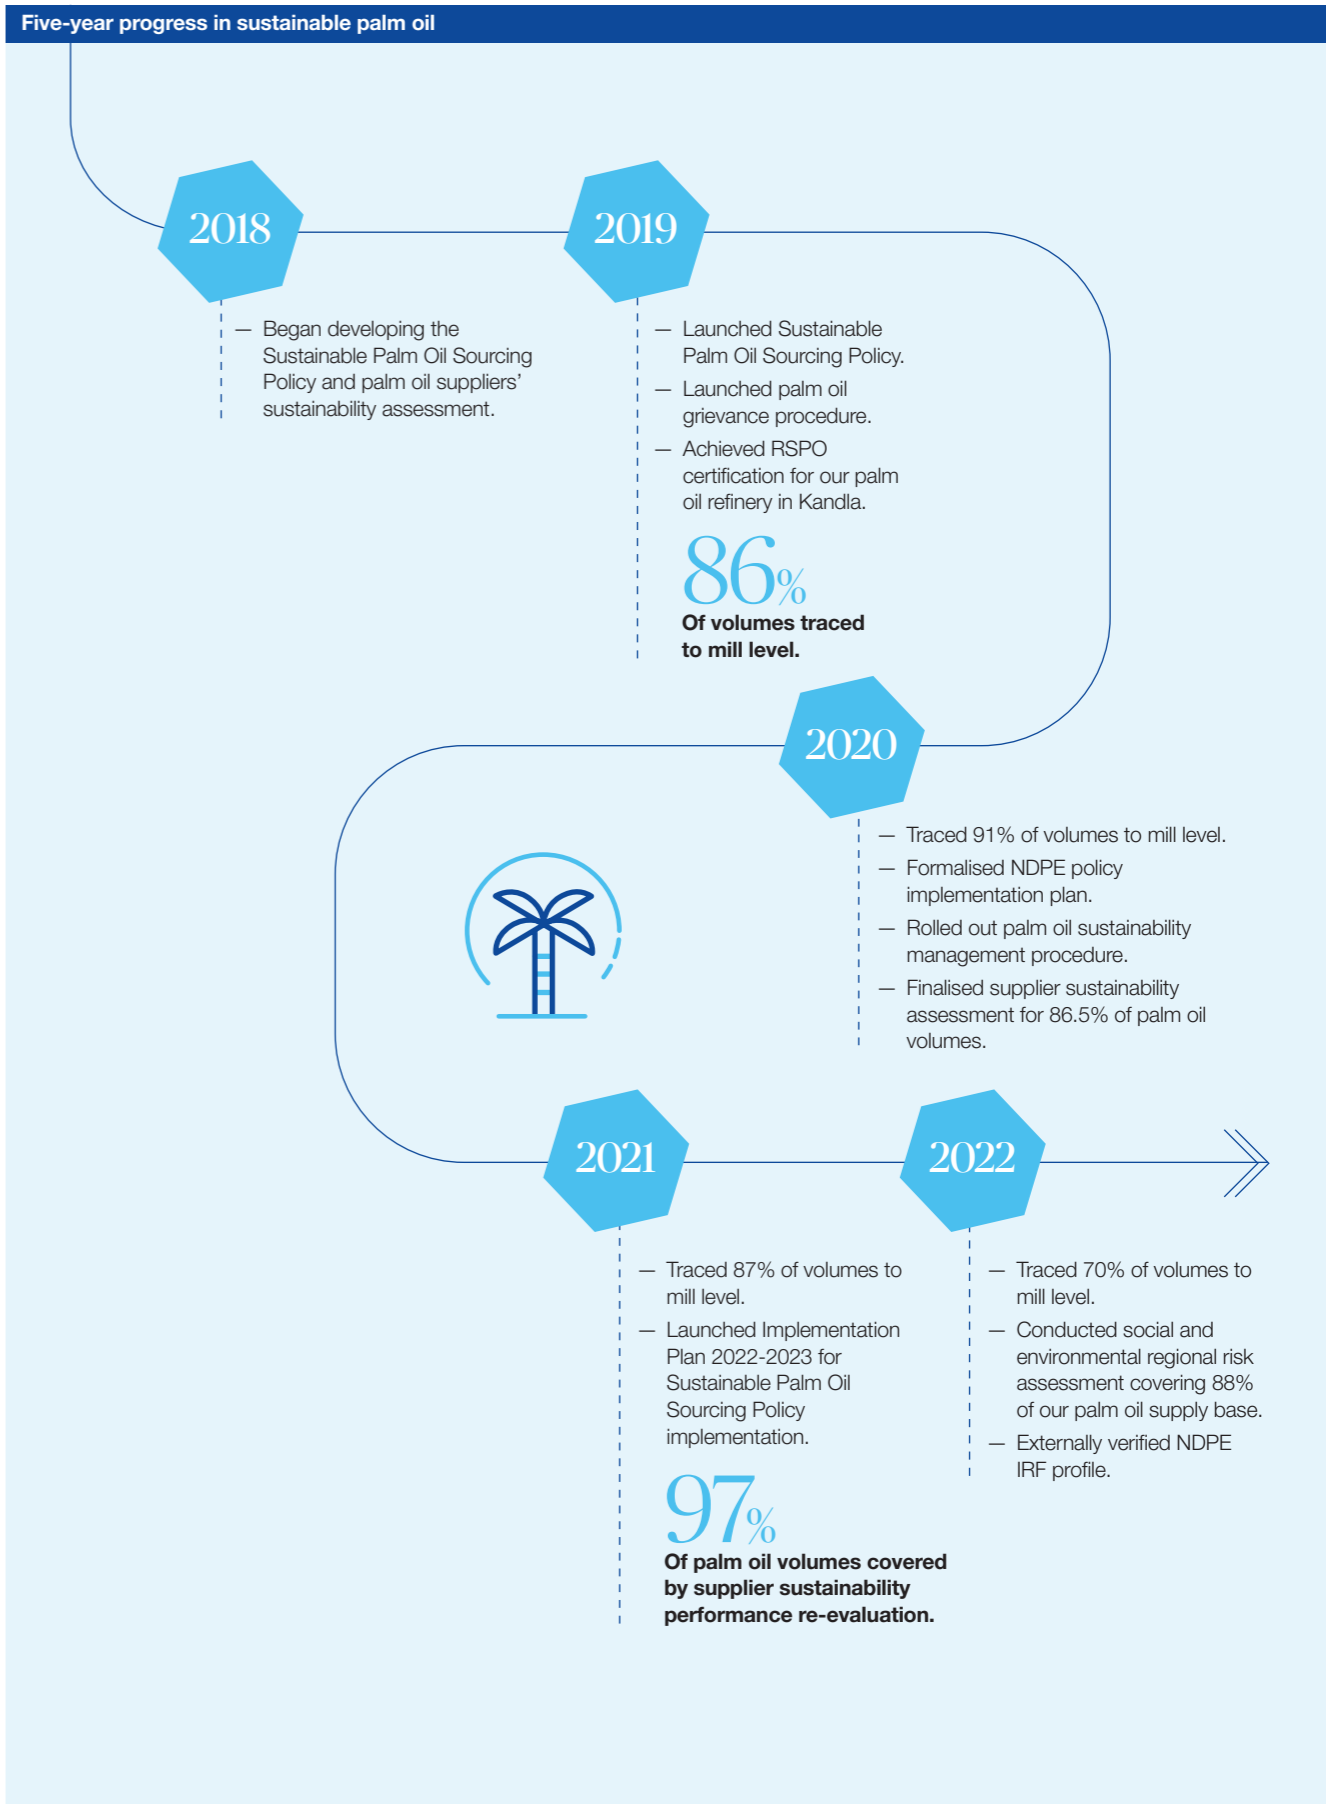 Five-year progress in sustainable palm oil
2018
— Began developing the
Sustainable Palm Oil Sourcing
Policy and palm oil suppliers’
sustainability assessment.
2019
— Launched Sustainable
Palm Oil Sourcing Policy.
— Launched palm oil
grievance procedure.
— Achieved RSPO
certification for our palm
oil refinery in Kandla.
86%
Of volumes traced
to mill level.
2020
— Traced 91% of volumes to mill level.
— Formalised NDPE policy
implementation plan.
— Rolled out palm oil sustainability
management procedure.
— Finalised supplier sustainability
assessment for 86.5% of palm oil
volumes.
2021
— Traced 87% of volumes to
mill level.
— Launched Implementation
Plan 2022-2023 for
Sustainable Palm Oil
Sourcing Policy
implementation.
97%
Of palm oil volumes covered
by supplier sustainability
performance re-evaluation.
2022
— Traced 70% of volumes to
mill level.
— Conducted social and
environmental regional risk
assessment covering 88%
of our palm oil supply base.
— Externally verified NDPE
IRF profile.